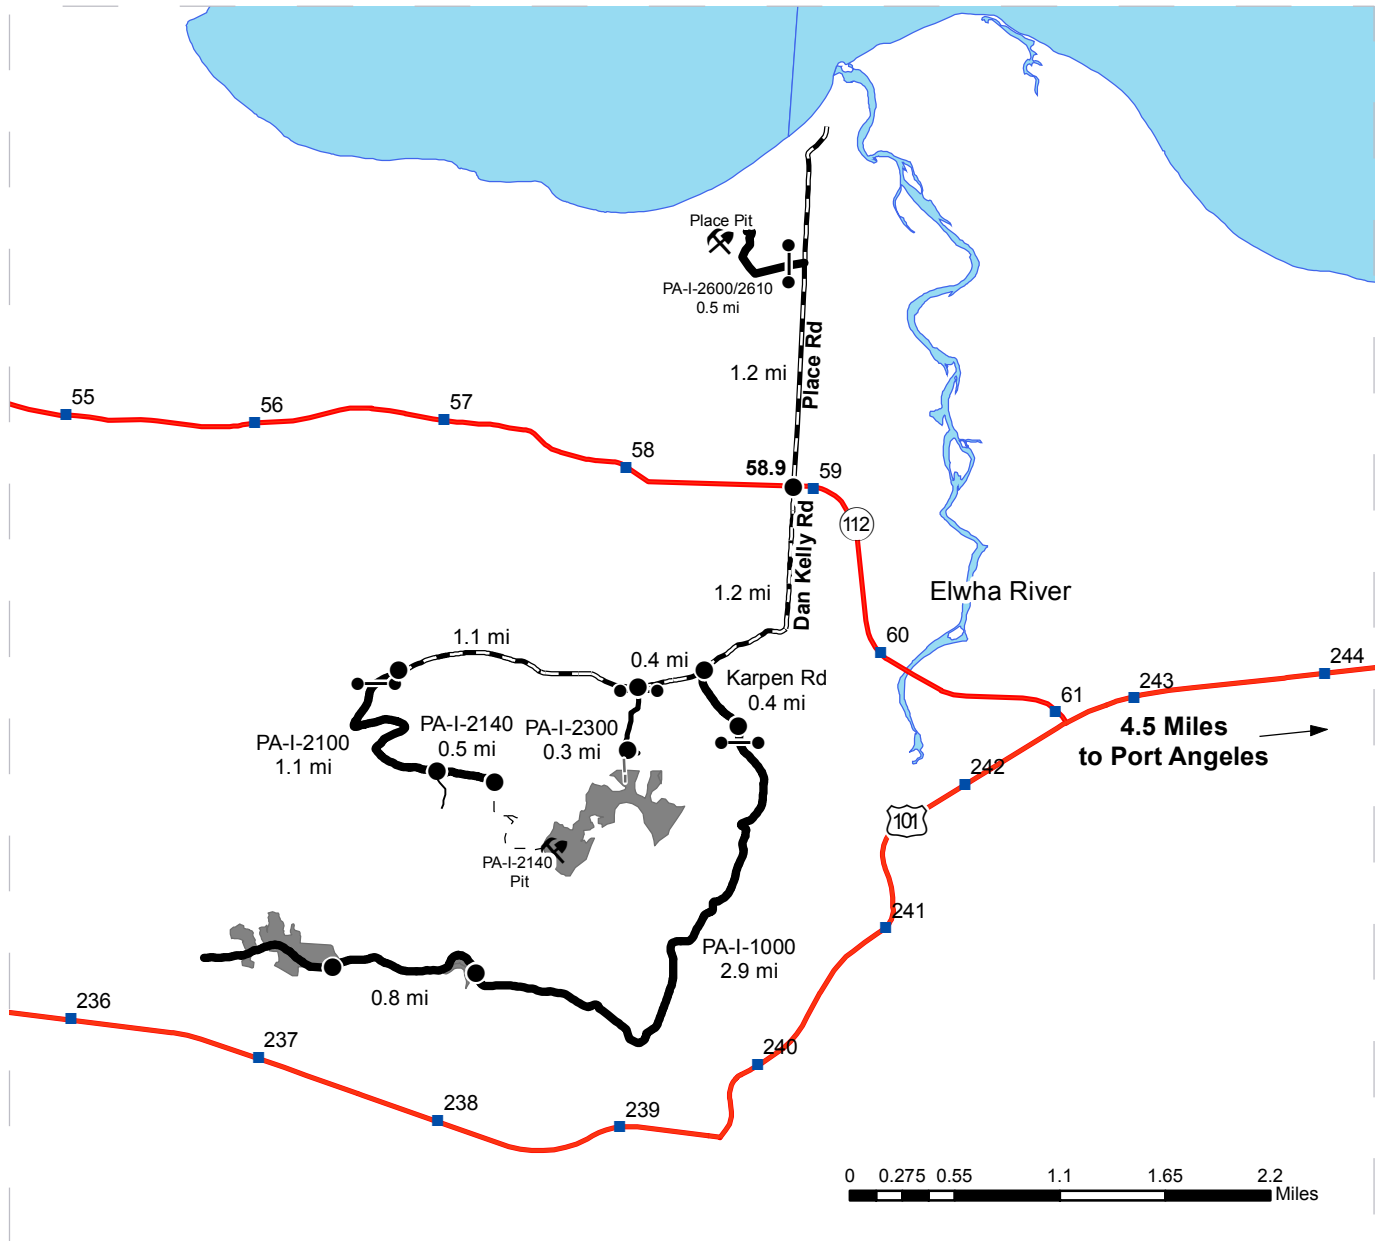 Place Pit
PA-I-2600/2610
0.5 mi
Place Rd
1.2 mi
55
56
57
58
58.9
59
112
Dan Kelly Rd
1.2 mi
Elwha River
60
1.1 mi
0.4 mi
Karpen Rd
0.4 mi
244
243
61
4.5 Miles
to Port Angeles
PA-I-2100
1.1 mi
PA-I-2140
0.5 mi
PA-I-2300
0.3 mi
242
101
PA-I-2140
Pit
241
PA-I-1000
2.9 mi
0.8 mi
236
237
240
238
239
0
0.275
0.55
1.1
1.65
2.2
Miles